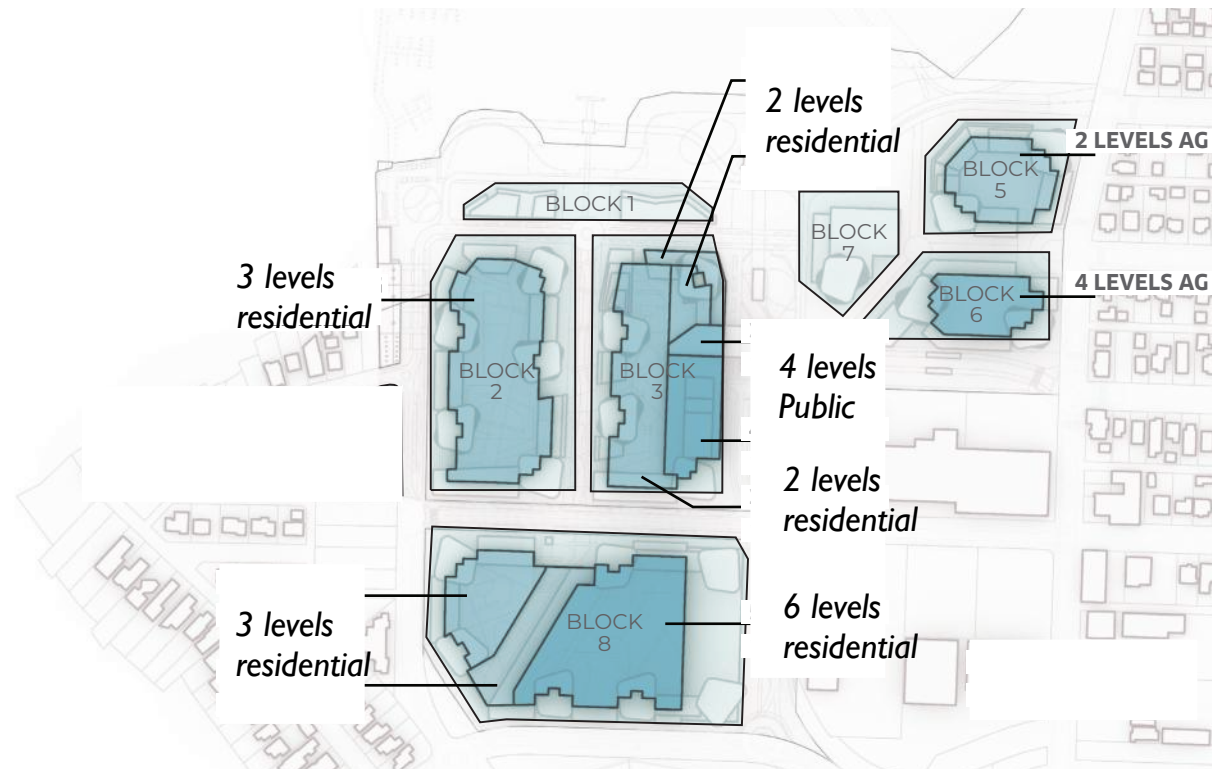 2 levels
residential
2 LEVELS AG
BLOCK
5
BLOCK 1
BLOCK
7
3 levels
residential
4 LEVELS AG
BLOCK
6
BLOCK
2
BLOCK
3
4 levels
Public
2 levels
residential
3 levels
residential
BLOCK
8
6 levels
residential